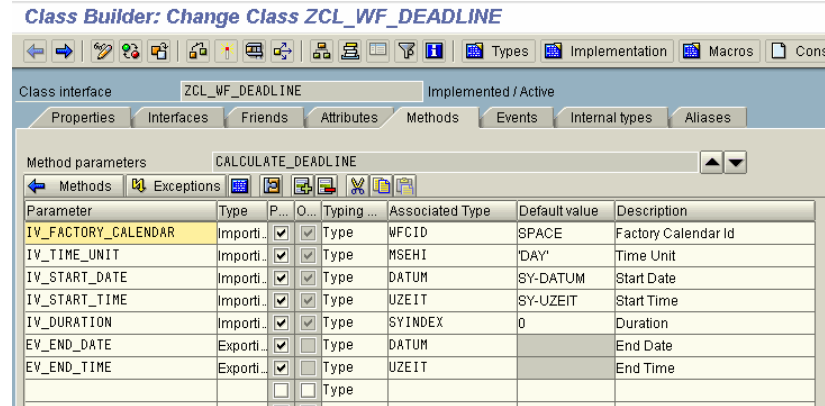 Class Builder: Change Class ZCL_WF_DEADLINE
Types Implementation Macros Cons
Class interface ZCL_WF_DEADLINE Implemented / Active
Properties Interfaces Friends Attributes Methods Events Internal types Aliases
Method parameters CALCULATE_DEADLINE
Methods Exceptions
Parameter Type P... O... Typing ... Associated Type Default value Description
IV_FACTORY_CALENDAR Importi.. Type WFCID SPACE Factory Calendar Id
IV_TIME_UNIT Importi.. Type MSEHI 'DAY' Time Unit
IV_START_DATE Importi.. Type DATUM SY-DATUM Start Date
IV_START_TIME Importi.. Type UZEIT SY-UZEIT Start Time
IV_DURATION Importi.. Type SYINDEX 0 Duration
EV_END_DATE Exporti.. Type DATUM End Date
EV_END_TIME Exporti.. Type UZEIT End Time
Type